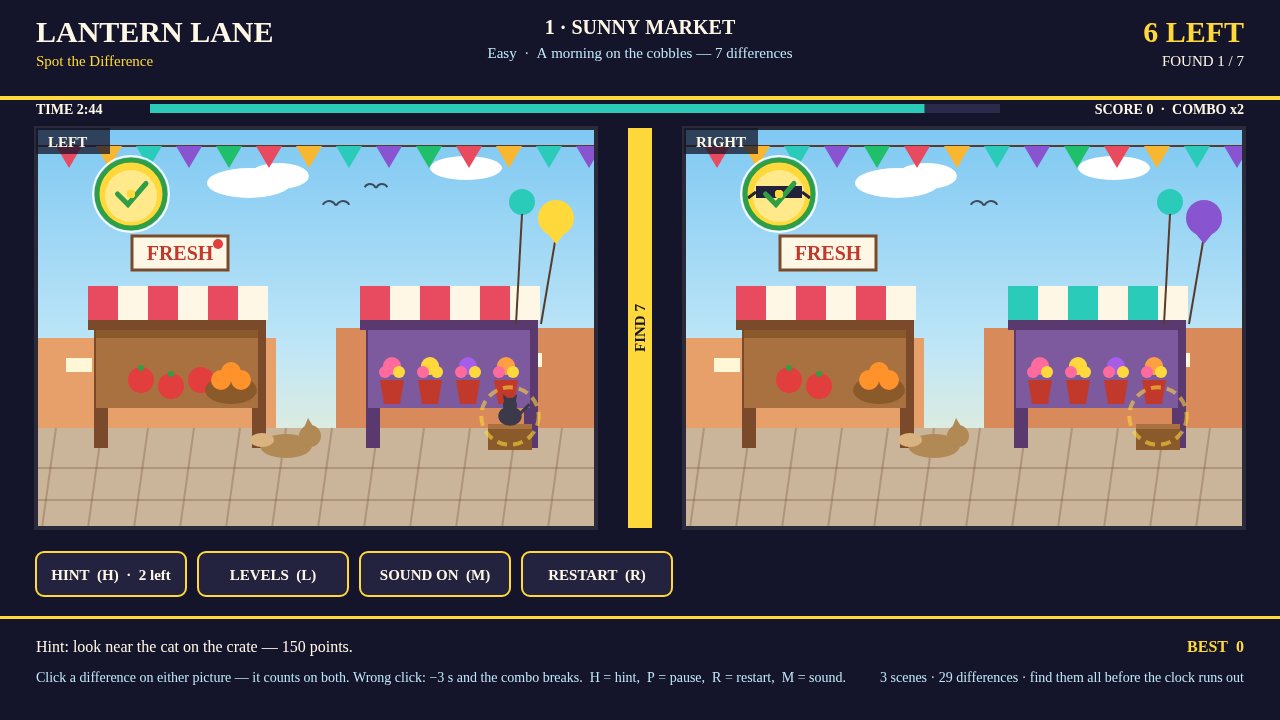 LANTERN LANE
Spot the Difference
1 · SUNNY MARKET
Easy · A morning on the cobbles — 7 differences
6 LEFT
FOUND 1 / 7
TIME 2:44
SCORE 0 · COMBO x2
LEFT
FRESH
FIND 7
RIGHT
FRESH
HINT (H) · 2 left
LEVELS (L)
SOUND ON (M)
RESTART (R)
Hint: look near the cat on the crate — 150 points.
BEST 0
Click a difference on either picture — it counts on both. Wrong click: −3 s and the combo breaks. H = hint, P = pause, R = restart, M = sound.
3 scenes · 29 differences · find them all before the clock runs out